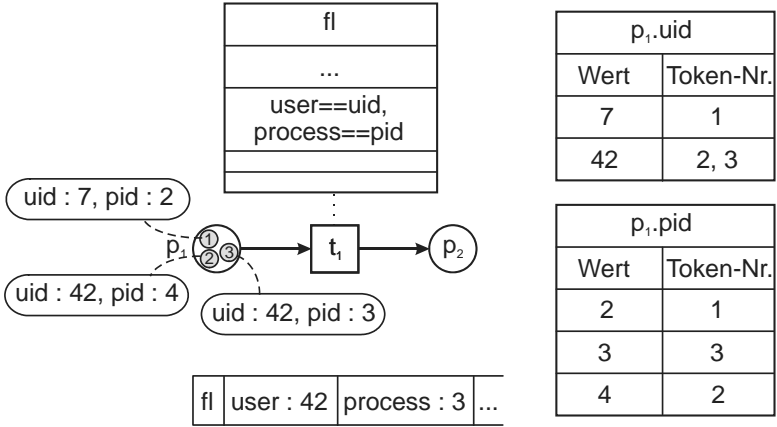 fl
...
user==uid,
process==pid
uid : 7, pid : 2
p1
1
2
3
t1
p2
uid : 42, pid : 4
uid : 42, pid : 3
fl user : 42 process : 3 ...
p1.uid
Wert Token-Nr.
7 1
42 2, 3
p1.pid
Wert Token-Nr.
2 1
3 3
4 2